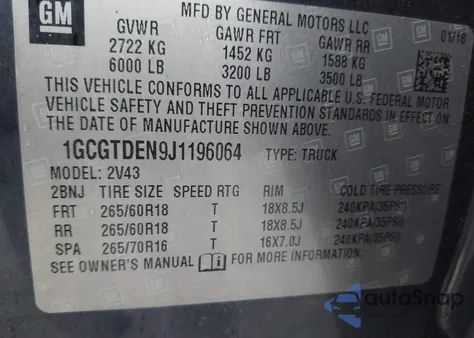 GM
MFD BY GENERAL MOTORS LLC
01/18
GVWR GAWR FRT GAWR RR
2722 KG 1452 KG 1588 KG
6000 LB 3200 LB 3500 LB
THIS VEHICLE CONFORMS TO ALL APPLICABLE U.S. FEDERAL MOTOR
VEHICLE SAFETY AND THEFT PREVENTION STANDARDS IN EFFECT ON
THE DATE OF MANUFACTURE SHOWN ABOVE.
1GCGTDEN9J1196064 TYPE: TRUCK
MODEL: 2V43
2BNJ TIRE SIZE SPEED RTG RIM COLD TIRE PRESSURE
FRT 265/60R18 T 18X8.5J 240KPA(35PSI)
RR 265/60R18 T 18X8.5J 240KPA(35PSI)
SPA 265/70R16 T 16X7.0J 240KPA(35PSI)
SEE OWNER'S MANUAL FOR MORE INFORMATION.
autoSnap